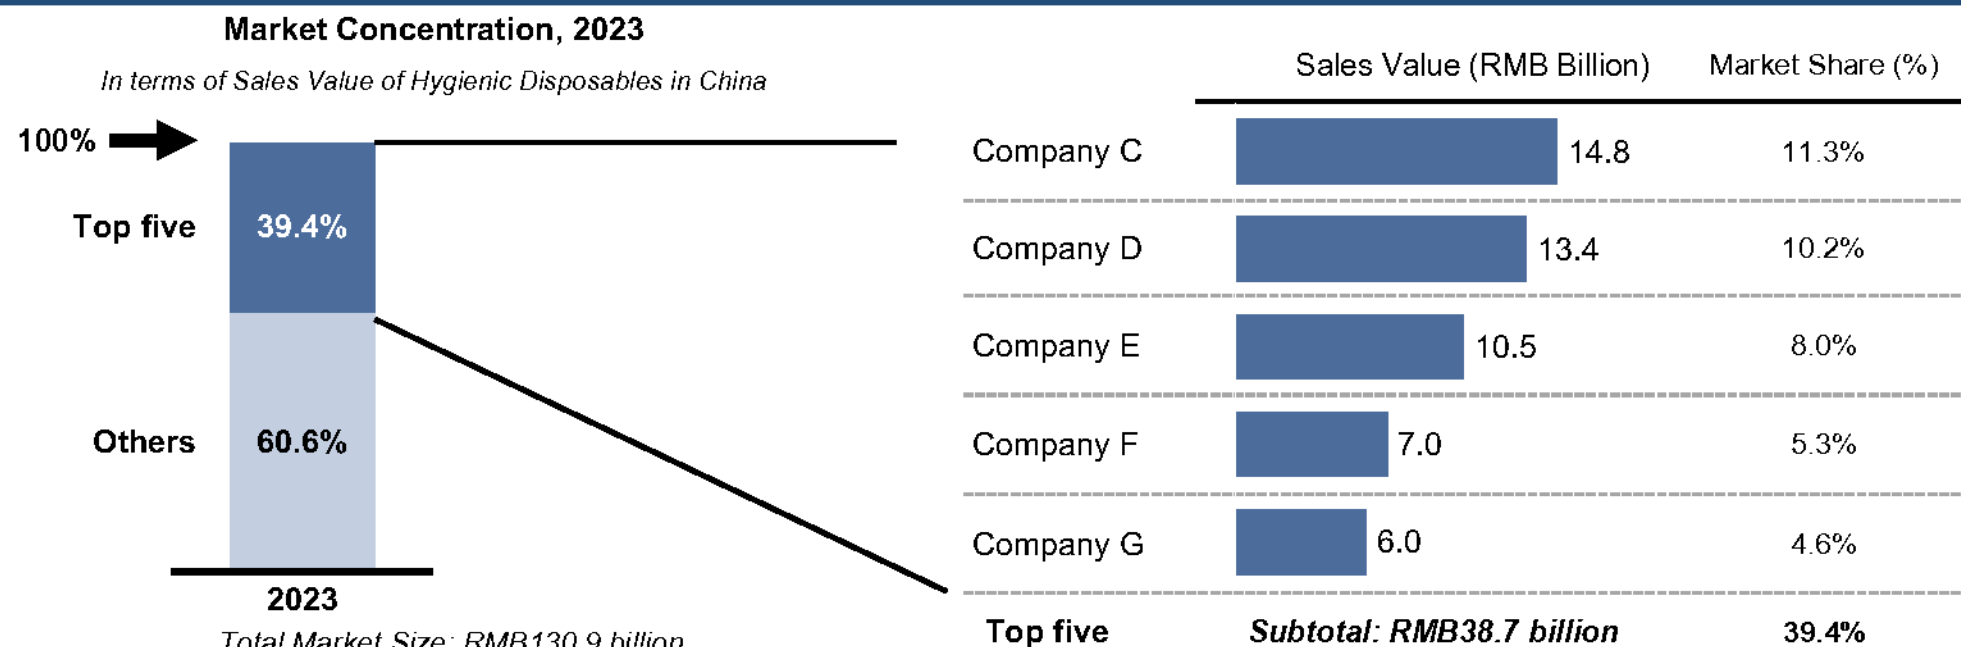 Market Concentration, 2023
In terms of Sales Value of Hygienic Disposables in China
100%
Top five 39.4%
Others 60.6%
2023
Total Market Size: RMB130.9 billion
Sales Value (RMB Billion) Market Share (%)
Company C 14.8 11.3%
Company D 13.4 10.2%
Company E 10.5 8.0%
Company F 7.0 5.3%
Company G 6.0 4.6%
Top five Subtotal: RMB38.7 billion 39.4%